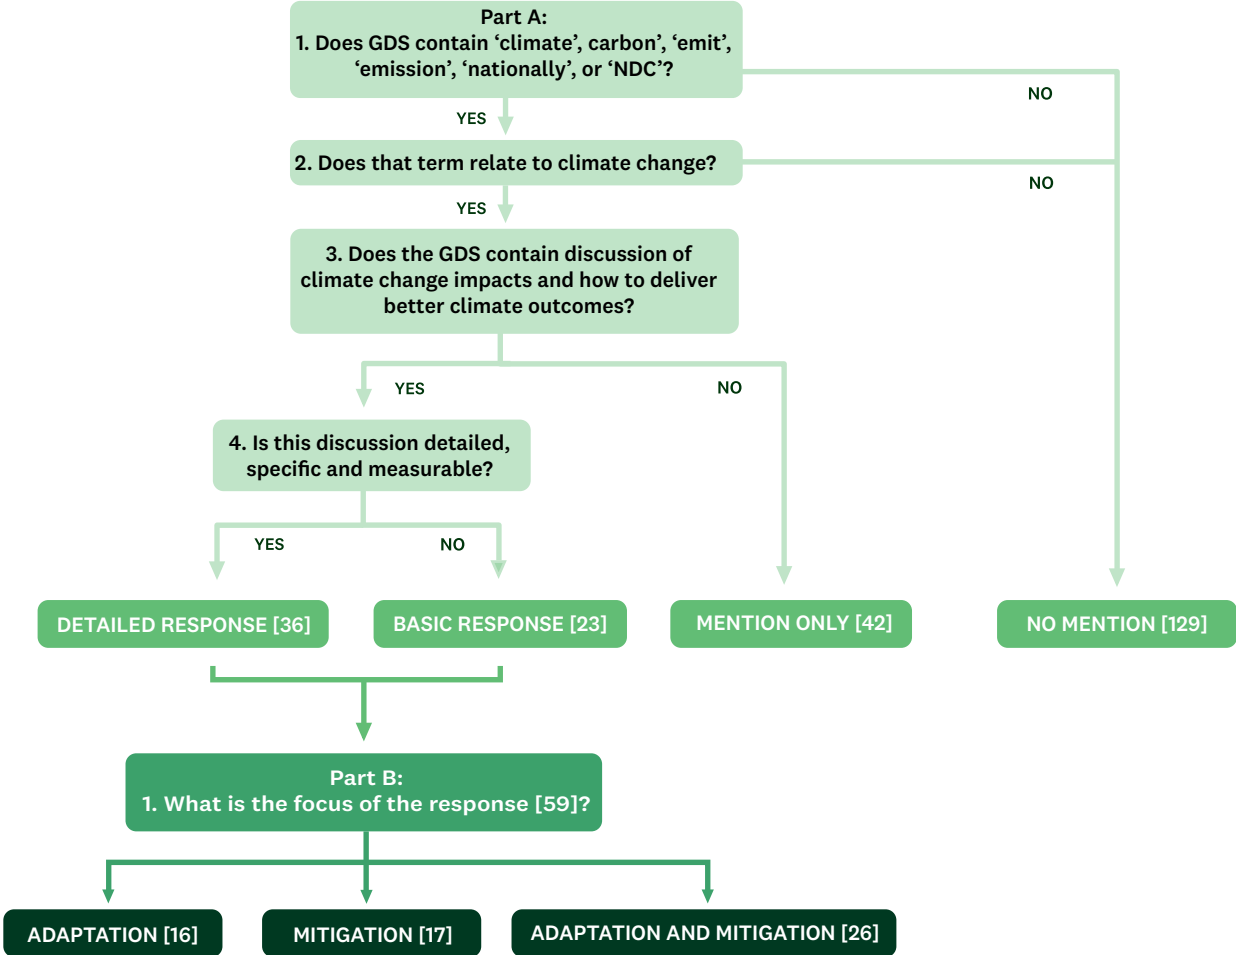 Part A:
1. Does GDS contain ‘climate’, carbon’, ‘emit’,
‘emission’, ‘nationally’, or ‘NDC’?
NO
YES
2. Does that term relate to climate change?
NO
YES
3. Does the GDS contain discussion of
climate change impacts and how to deliver
better climate outcomes?
YES
NO
4. Is this discussion detailed,
specific and measurable?
YES
NO
DETAILED RESPONSE [36]
BASIC RESPONSE [23]
MENTION ONLY [42]
NO MENTION [129]
Part B:
1. What is the focus of the response [59]?
ADAPTATION [16]
MITIGATION [17]
ADAPTATION AND MITIGATION [26]